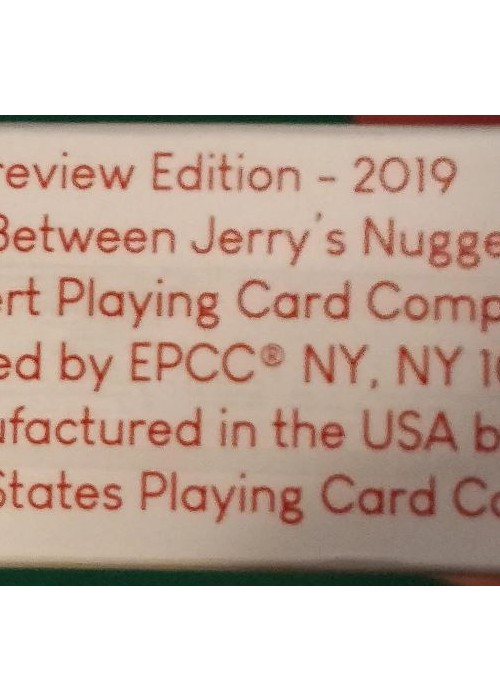 review Edition - 2019
Between Jerry's Nugge
ert Playing Card Comp
ed by EPCC® NY, NY 10
ufactured in the USA b
States Playing Card Co